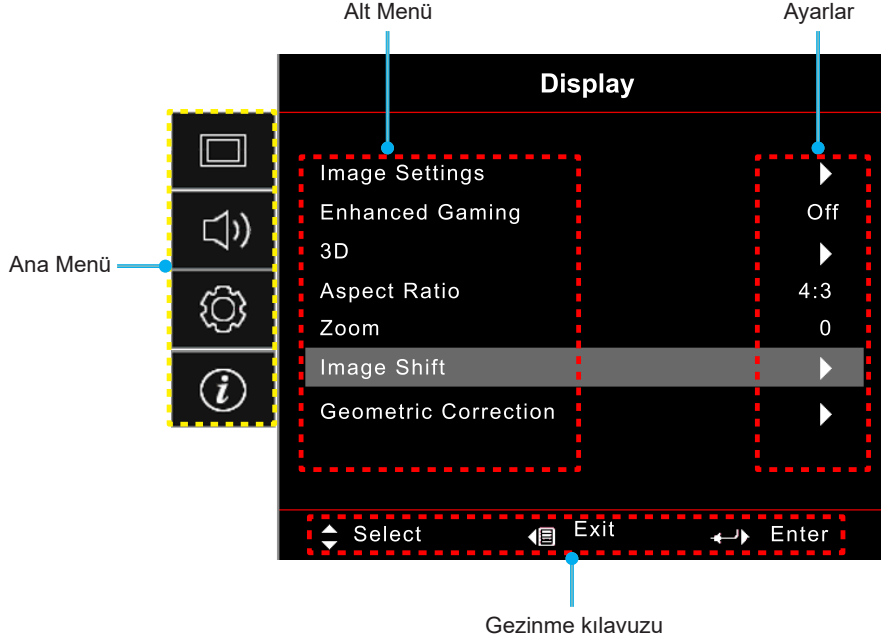 Alt Menü Ayarlar
Display
Image Settings
Enhanced Gaming Off
3D
Ana Menü
Aspect Ratio 4:3
Zoom 0
Image Shift
Geometric Correction
Select Exit Enter
Gezinme kılavuzu